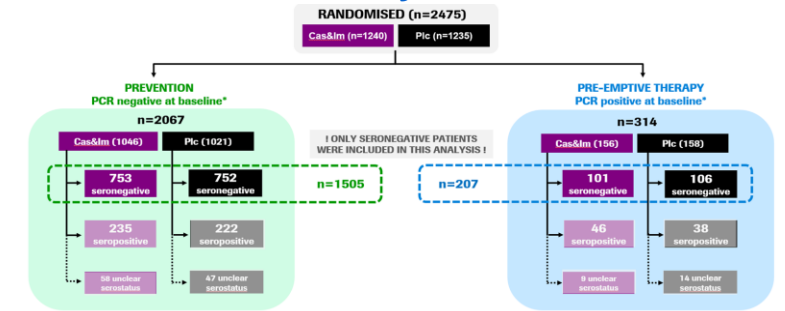 RANDOMISED (n=2475)
Cas&Im (n=1240)
Plc (n=1235)
PREVENTION
PCR negative at baseline*
n=2067
Cas&Im (1046)
Plc (1021)
753
seronegative
752
seronegative
n=1505
235
seropositive
222
seropositive
58 unclear
serostatus
47 unclear
serostatus
! ONLY SERONEGATIVE PATIENTS
WERE INCLUDED IN THIS ANALYSIS !
PRE-EMPTIVE THERAPY
PCR positive at baseline*
n=314
Cas&Im (156)
Plc (158)
n=207
101
seronegative
106
seronegative
46
seropositive
38
seropositive
9 unclear
serostatus
14 unclear
serostatus